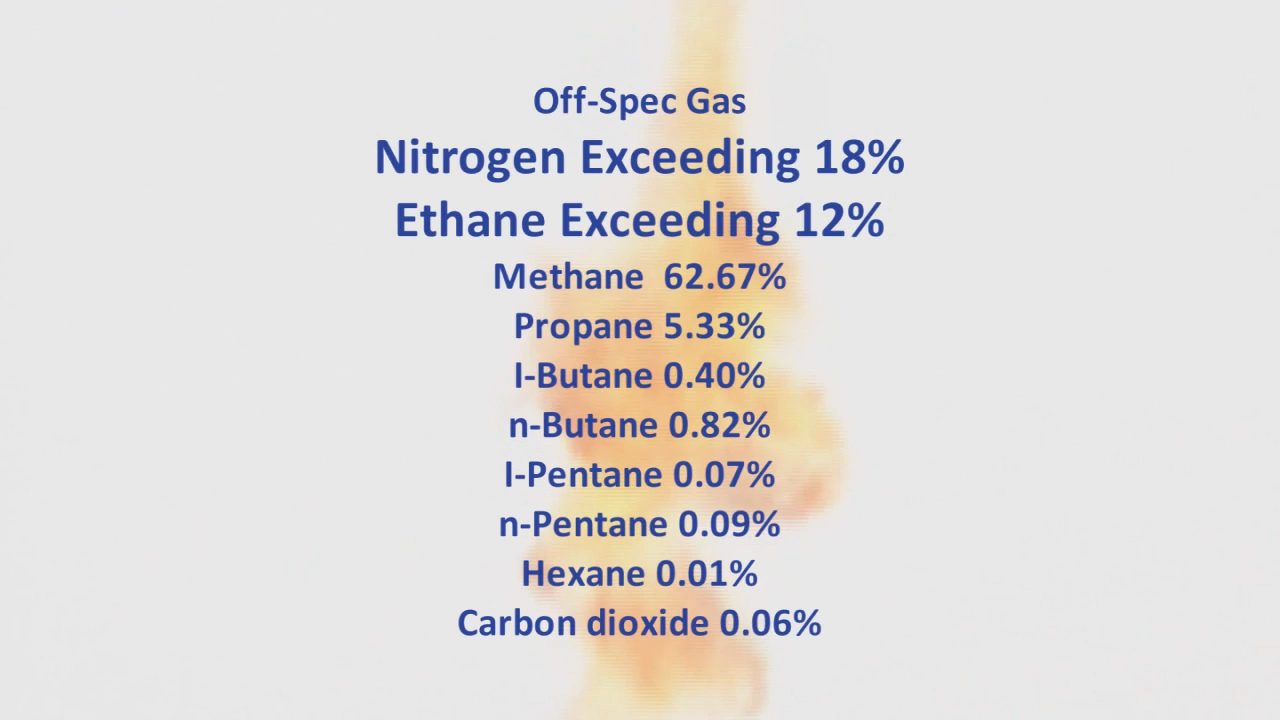 Off-Spec Gas
Nitrogen Exceeding 18%
Ethane Exceeding 12%
Methane  62.67%
Propane 5.33%
I-Butane 0.40%
n-Butane 0.82%
I-Pentane 0.07%
n-Pentane 0.09%
Hexane 0.01%
Carbon dioxide 0.06%